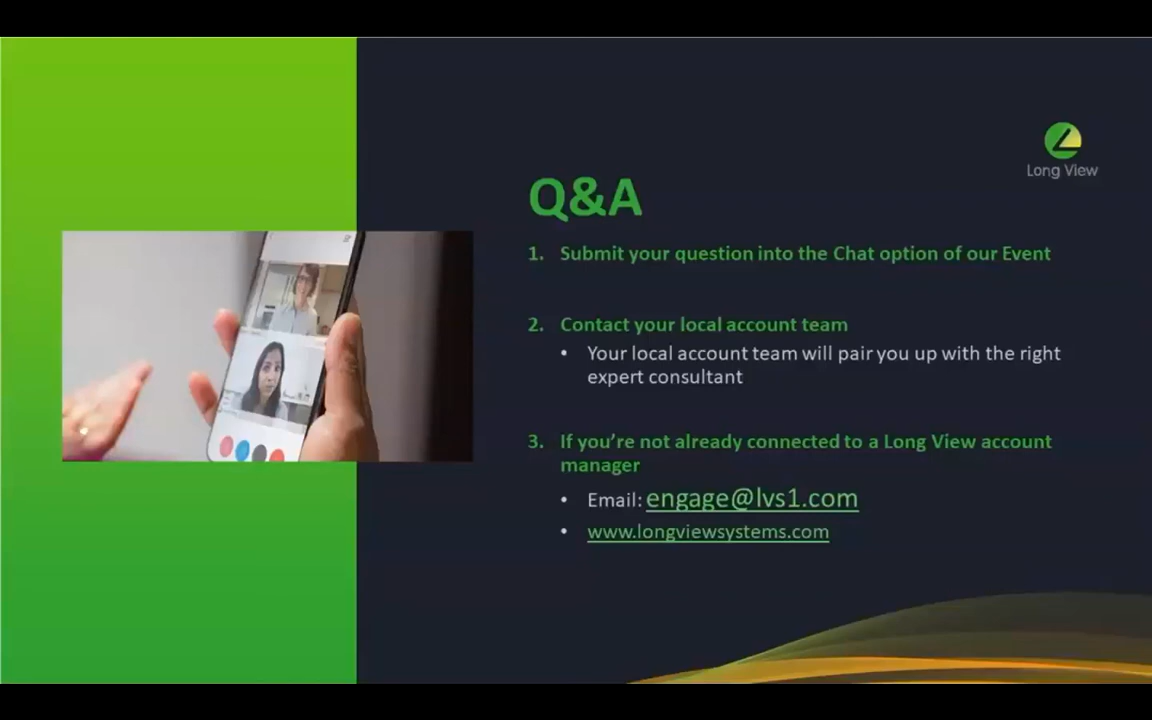 Long View
Q&A
1. Submit your question into the Chat option of our Event
2. Contact your local account team
• Your local account team will pair you up with the right
expert consultant
3. If you’re not already connected to a Long View account
manager
• Email: engage@lvs1.com
• www.longviewsystems.com